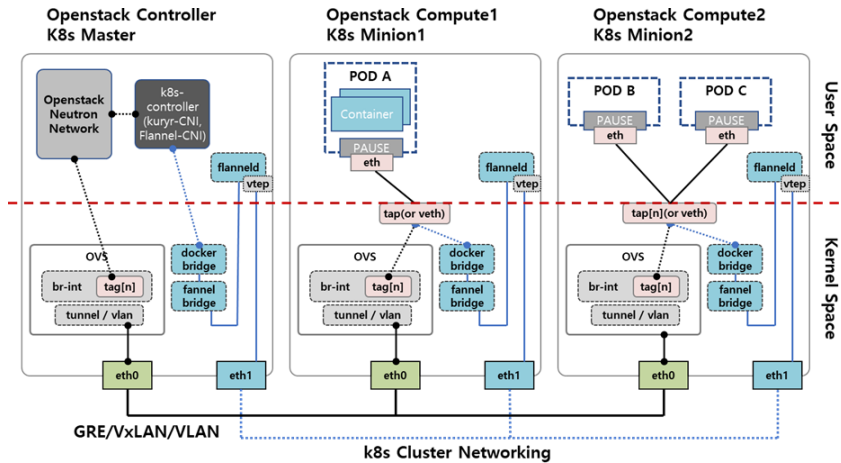 Openstack Controller
K8s Master
Openstack Compute1
K8s Minion1
Openstack Compute2
K8s Minion2
Openstack
Neutron
Network
k8s-
controller
(kuryr-CNI,
Flannel-CNI)
flanneld
vtep
OVS
br-int
tag[n]
tunnel / vlan
docker
bridge
fannel
bridge
eth0
eth1
POD A
Container
PAUSE
eth
flanneld
vtep
tap(or veth)
OVS
br-int
tag[n]
tunnel / vlan
docker
bridge
fannel
bridge
eth0
eth1
POD B
PAUSE
eth
POD C
PAUSE
eth
flanneld
vtep
tap[n](or veth)
OVS
br-int
tag[n]
tunnel / vlan
docker
bridge
fannel
bridge
eth0
eth1
User Space
Kernel Space
GRE/VxLAN/VLAN
k8s Cluster Networking